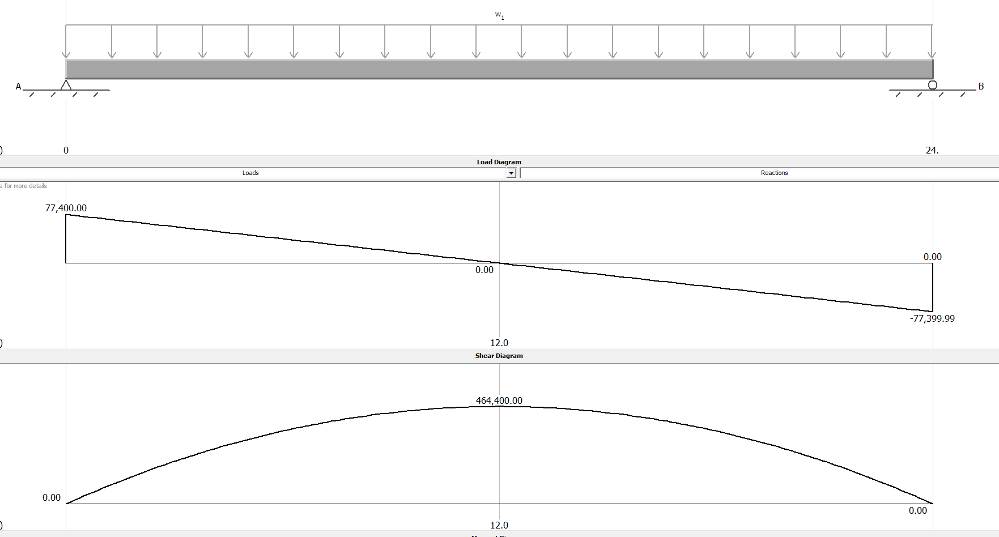 w1
A
B
)
0
24.
Load Diagram
Loads
Reactions
a for more details
77,400.00
0.00
0.00
-77,399.99
)
12.0
Shear Diagram
464,400.00
0.00
0.00
)
12.0